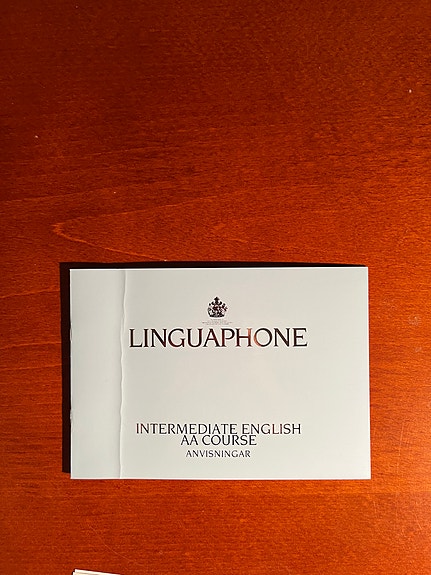 LINGUAPHONE
INTERMEDIATE ENGLISH
AA COURSE
ANVISNINGAR